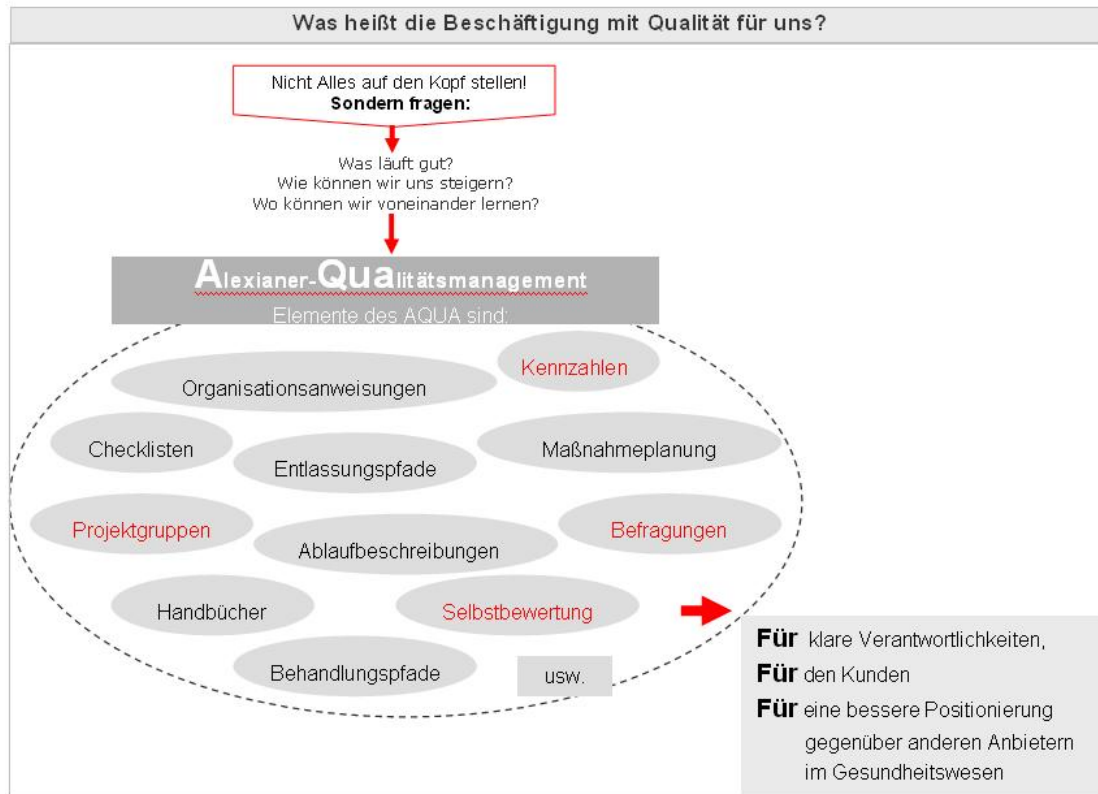 Was heißt die Beschäftigung mit Qualität für uns?
Nicht Alles auf den Kopf stellen!
Sondern fragen:
Was läuft gut?
Wie können wir uns steigern?
Wo können wir voneinander lernen?
Alexianer-Qualitätsmanagement
Elemente des AQUA sind:
Kennzahlen
Organisationsanweisungen
Checklisten
Maßnahmeplanung
Entlassungspfade
Projektgruppen
Befragungen
Ablaufbeschreibungen
Handbücher
Selbstbewertung
Behandlungspfade
usw.
Für klare Verantwortlichkeiten,
Für den Kunden
Für eine bessere Positionierung
gegenüber anderen Anbietern
im Gesundheitswesen